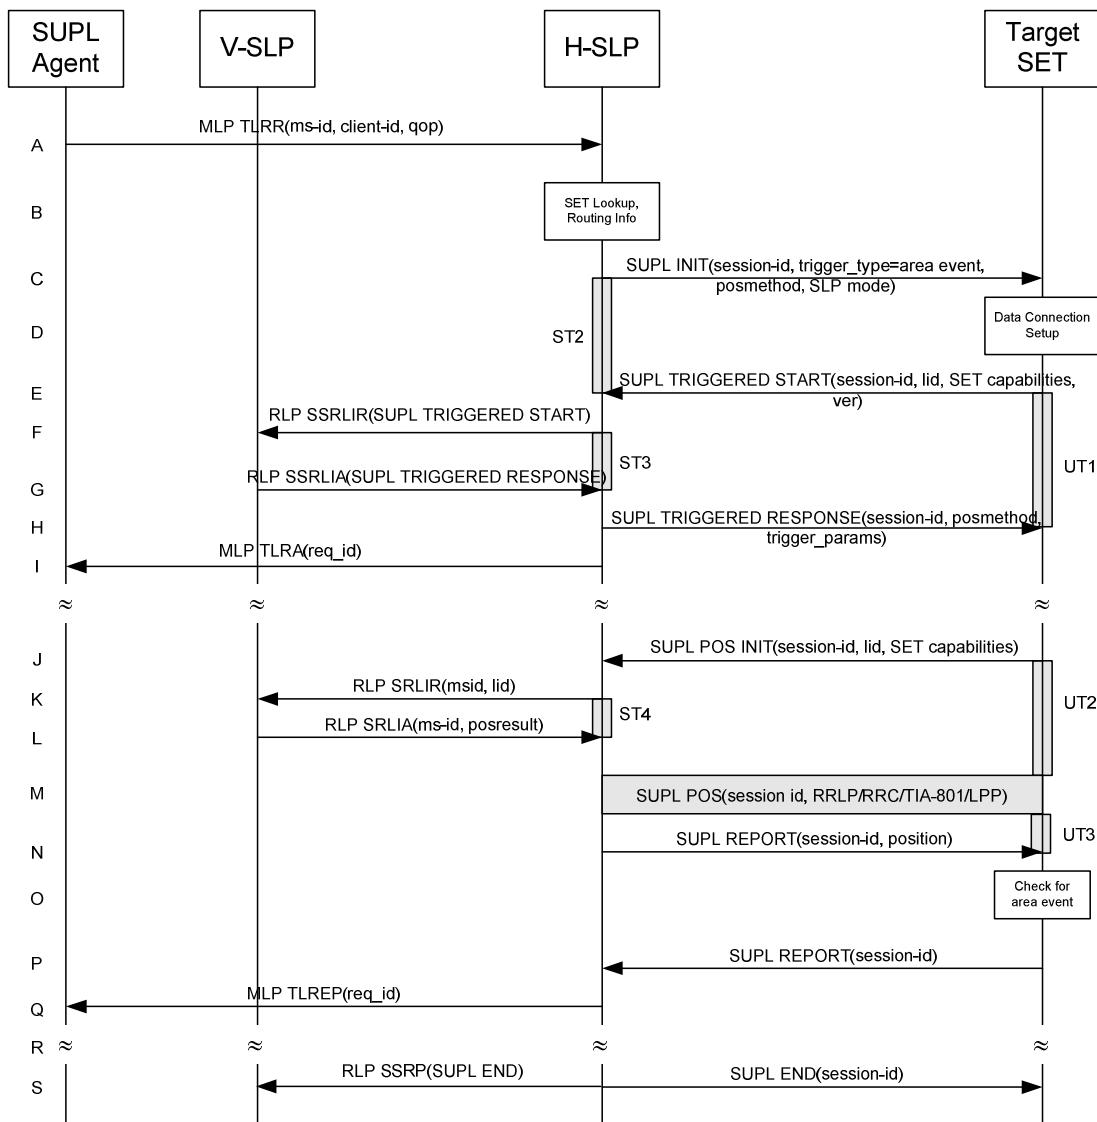 SUPL
Agent
V-SLP
H-SLP
Target
SET
A
MLP TLRR(ms-id, client-id, qop)
B
SET Lookup,
Routing Info
C
SUPL INIT(session-id, trigger_type=area event,
posmethod, SLP mode)
D
ST2
Data Connection
Setup
E
SUPL TRIGGERED START(session-id, lid, SET capabilities,
ver)
F
RLP SSRLIR(SUPL TRIGGERED START)
ST3
UT1
G
RLP SSRLIA(SUPL TRIGGERED RESPONSE)
H
SUPL TRIGGERED RESPONSE(session-id, posmethod,
trigger_params)
I
MLP TLRA(req_id)
≈ ≈ ≈ ≈
J
SUPL POS INIT(session-id, lid, SET capabilities)
K
RLP SRLIR(msid, lid)
ST4
UT2
L
RLP SRLIA(ms-id, posresult)
M
SUPL POS(session id, RRLP/RRC/TIA-801/LPP)
N
SUPL REPORT(session-id, position)
UT3
O
Check for
area event
P
SUPL REPORT(session-id)
Q
MLP TLREP(req_id)
R
≈ ≈ ≈ ≈
S
RLP SSRP(SUPL END)
SUPL END(session-id)